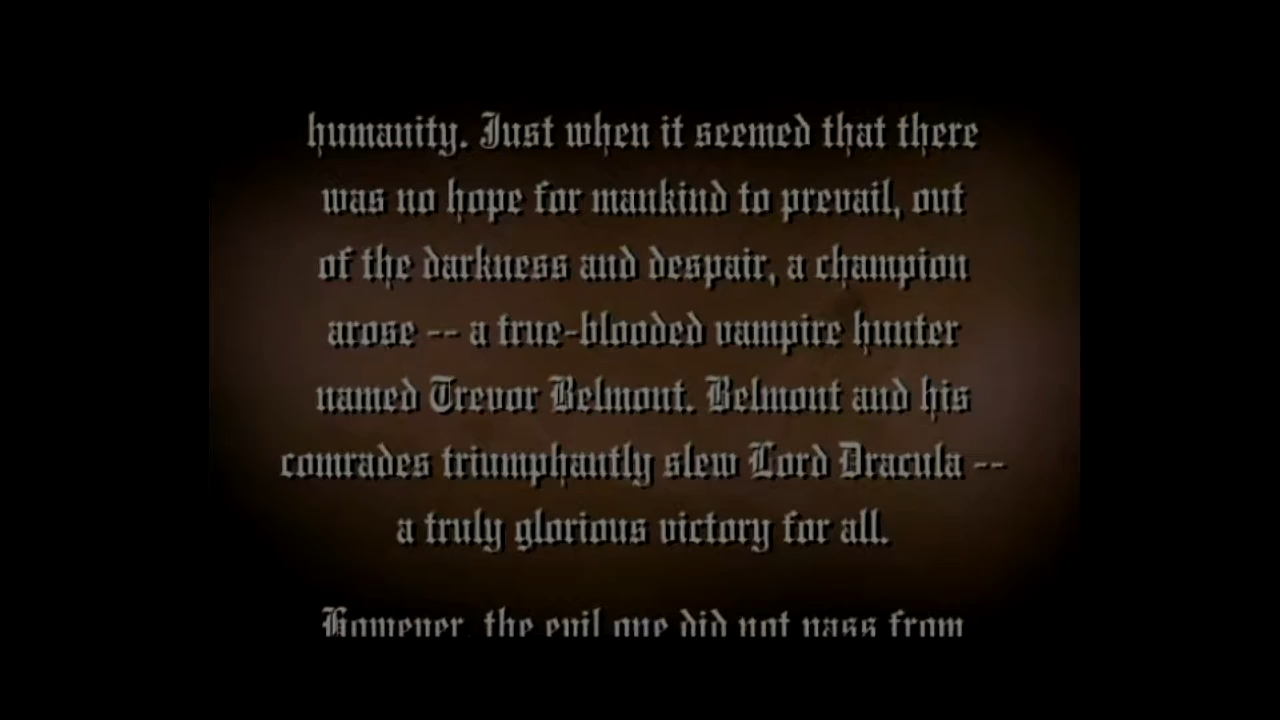 humanity. Just when it seemed that there
was no hope for mankind to prevail, out
of the darkness and despair, a champion
arose -- a true-blooded vampire hunter
named Trevor Belmont. Belmont and his
comrades triumphantly slew Lord Dracula --
a truly glorious victory for all.
However, the evil one did not pass from